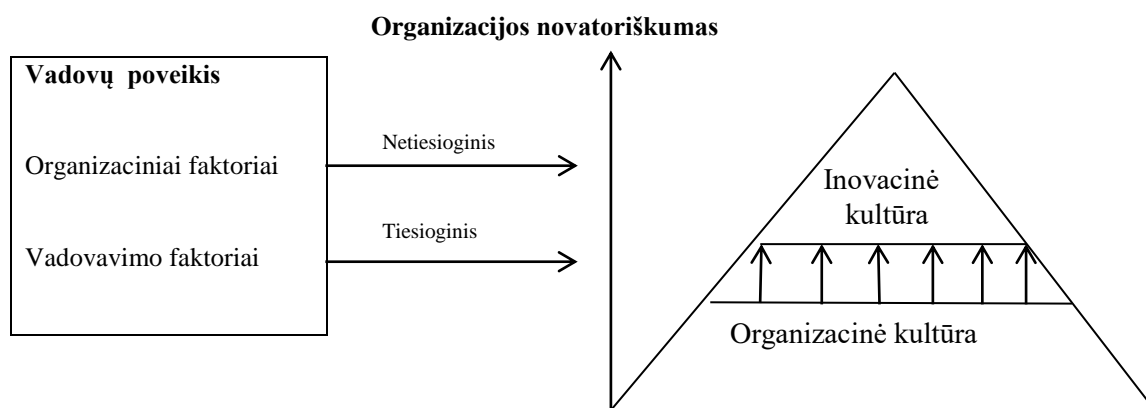 Organizacijos novatoriškumas
Vadovų poveikis
Organizaciniai faktoriai
Vadovavimo faktoriai
Netiesioginis
Tiesioginis
Inovacinė
kultūra
Organizacinė kultūra